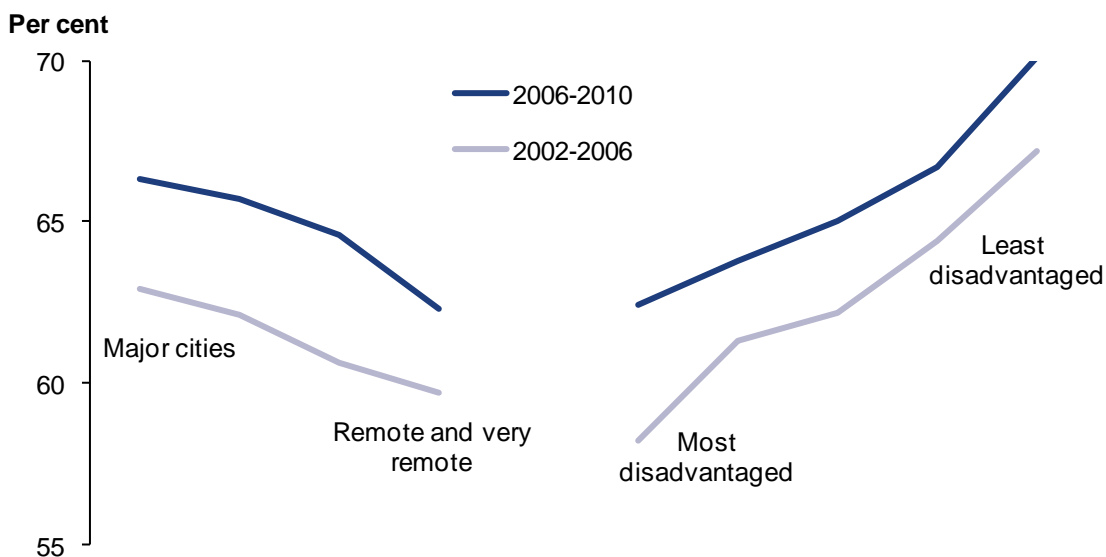 Per cent
70
2006-2010
2002-2006
65
Least
disadvantaged
Major cities
60
Remote and very
remote
Most
disadvantaged
55